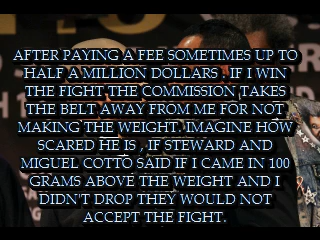 AFTER PAYING A FEE SOMETIMES UP TO
HALF A MILLION DOLLARS . IF I WIN
THE FIGHT,THE COMMISSION TAKES
THE BELT AWAY FROM ME FOR NOT
MAKING THE WEIGHT. IMAGINE HOW
SCARED HE IS , IF STEWARD AND
MIGUEL COTTO SAID IF I CAME IN 100
GRAMS ABOVE THE WEIGHT AND I
DIDN'T DROP THEY WOULD NOT
ACCEPT THE FIGHT.